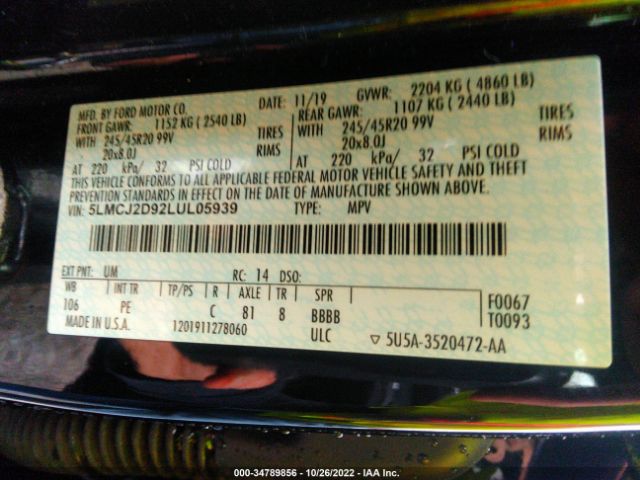 MFD. BY FORD MOTOR CO.
DATE: 11/19 GVWR: 2204 KG ( 4860 LB)
FRONT GAWR: 1152 KG ( 2540 LB) REAR GAWR: 1107 KG ( 2440 LB)
WITH 245/45R20 99V TIRES WITH 245/45R20 99V TIRES
20x8.0J RIMS 20x8.0J RIMS
AT 220 kPa/ 32 PSI COLD AT 220 kPa/ 32 PSI COLD
THIS VEHICLE CONFORMS TO ALL APPLICABLE FEDERAL MOTOR VEHICLE SAFETY AND THEFT
PREVENTION STANDARDS IN EFFECT ON THE DATE OF MANUFACTURE SHOWN ABOVE.
VIN: 5LMCJ2D92LUL05939 TYPE: MPV
EXT PNT: UM RC: 14 DSO:
WB INT TR TP/PS R AXLE TR SPR
106 PE C 81 8 BBBB
F0067
T0093
MADE IN U.S.A. 1201911278060 ULC ▽ 5U5A-3520472-AA
000-34789856 - 10/26/2022 - IAA Inc.